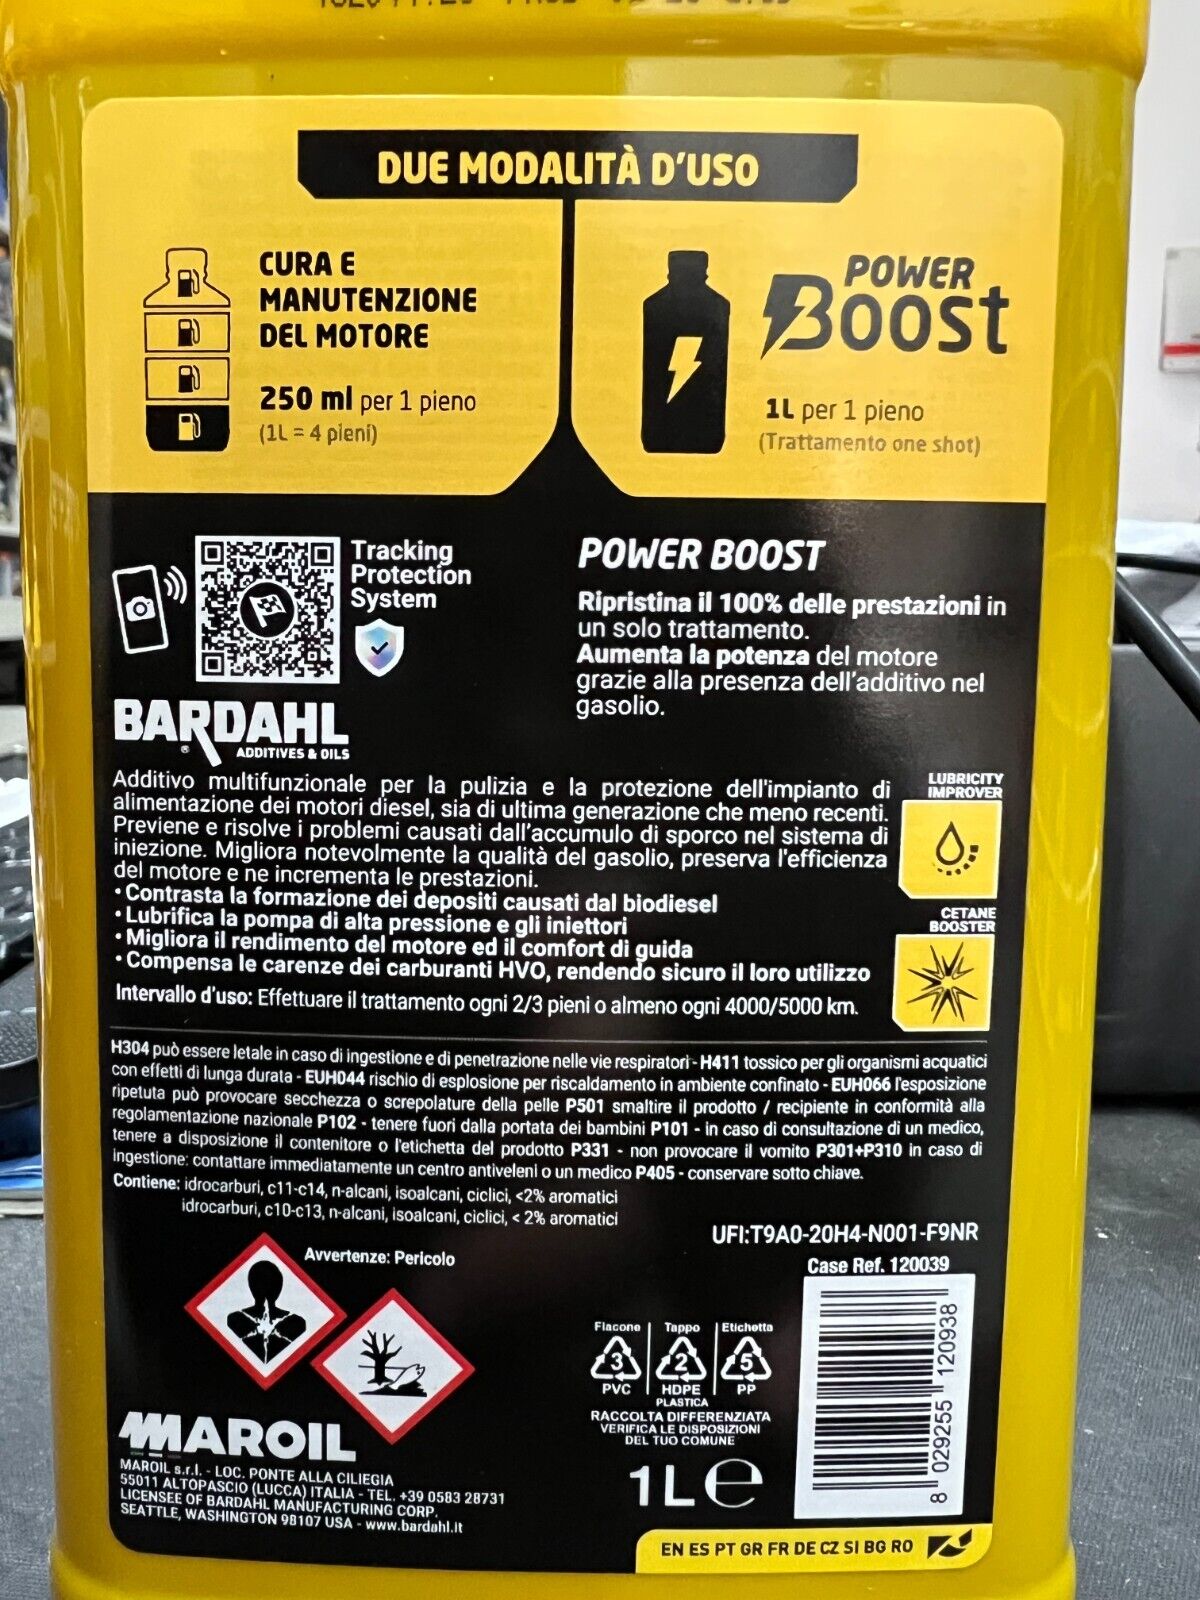 DUE MODALITÀ D'USO
CURA E
MANUTENZIONE
DEL MOTORE
250 ml per 1 pieno
(1L = 4 pieni)
POWER
Boost
1L per 1 pieno
(Trattamento one shot)
Tracking
Protection
System
BARDAHL
®
ADDITIVES & OILS
POWER BOOST
Ripristina il 100% delle prestazioni in
un solo trattamento.
Aumenta la potenza del motore
grazie alla presenza dell'additivo nel
gasolio.
Additivo multifunzionale per la pulizia e la protezione dell'impianto di
alimentazione dei motori diesel, sia di ultima generazione che meno recenti.
Previene e risolve i problemi causati dall'accumulo di sporco nel sistema di
iniezione. Migliora notevolmente la qualità del gasolio, preserva l'efficienza
del motore e ne incrementa le prestazioni.
• Contrasta la formazione dei depositi causati dal biodiesel
• Lubrifica la pompa di alta pressione e gli iniettori
• Migliora il rendimento del motore ed il comfort di guida
• Compensa le carenze dei carburanti HVO, rendendo sicuro il loro utilizzo
Intervallo d'uso: Effettuare il trattamento ogni 2/3 pieni o almeno ogni 4000/5000 km.
LUBRICITY
IMPROVER
CETANE
BOOSTER
H304 può essere letale in caso di ingestione e di penetrazione nelle vie respiratori - H411 tossico per gli organismi acquatici
con effetti di lunga durata - EUH044 rischio di esplosione per riscaldamento in ambiente confinato - EUH066 l'esposizione
ripetuta può provocare secchezza o screpolature della pelle P501 smaltire il prodotto / recipiente in conformità alla
regolamentazione nazionale P102 - tenere fuori dalla portata dei bambini P101 - in caso di consultazione di un medico,
tenere a disposizione il contenitore o l'etichetta del prodotto P331 - non provocare il vomito P301+P310 in caso di
ingestione: contattare immediatamente un centro antiveleni o un medico P405 - conservare sotto chiave.
Contiene: idrocarburi, c11-c14, n-alcani, isoalcani, ciclici, <2% aromatici
idrocarburi, c10-c13, n-alcani, isoalcani, ciclici, < 2% aromatici
UFI:T9A0-20H4-N001-F9NR
Avvertenze: Pericolo
Case Ref. 120039
8 029255 120938
Flacone Tappo Etichetta
3 2 5
PVC HDPE PP
PLASTICA
RACCOLTA DIFFERENZIATA
VERIFICA LE DISPOSIZIONI
DEL TUO COMUNE
1L e
MAROIL
MAROIL s.r.l. - LOC. PONTE ALLA CILIEGIA
55011 ALTOPASCIO (LUCCA) ITALIA - TEL. +39 0583 28731
LICENSEE OF BARDAHL MANUFACTURING CORP.
SEATTLE, WASHINGTON 98107 USA - www.bardahl.it
EN ES PT GR FR DE CZ SI BG RO